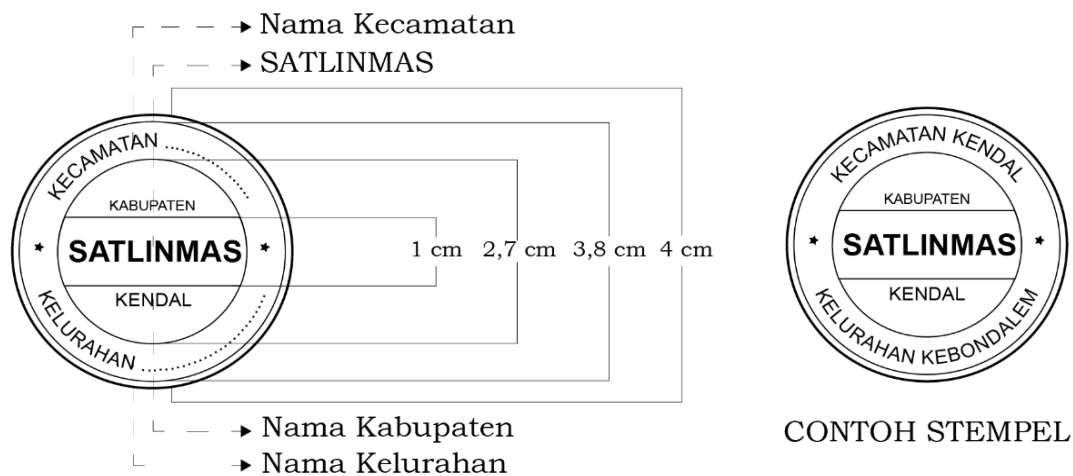 Nama Kecamatan
SATLINMAS
KECAMATAN ....................
KABUPATEN
SATLINMAS
KENDAL
KELURAHAN ....................
1 cm 2,7 cm 3,8 cm 4 cm
Nama Kabupaten
Nama Kelurahan
KECAMATAN KENDAL
KABUPATEN
SATLINMAS
KENDAL
KELURAHAN KEBONDALEM
CONTOH STEMPEL